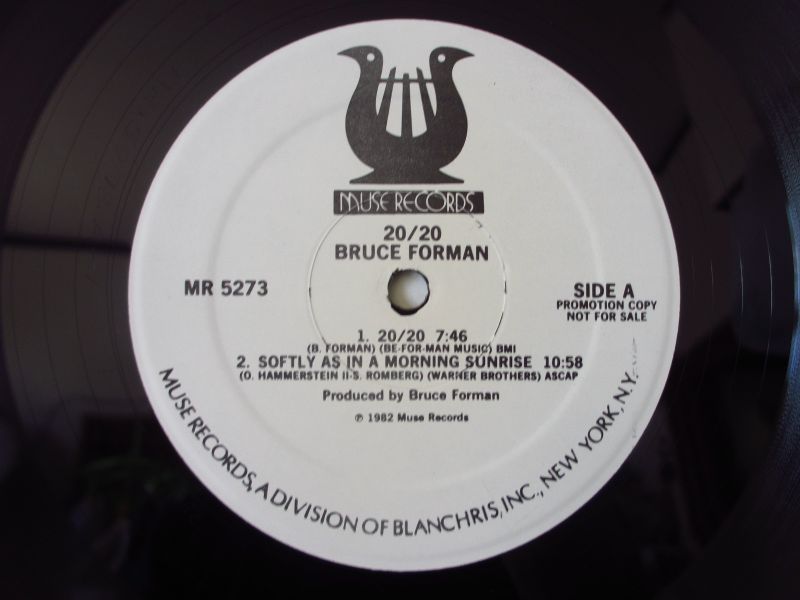 MUSE RECORDS
20/20
BRUCE FORMAN
MR 5273
SIDE A
PROMOTION COPY
NOT FOR SALE
1. 20/20 7:46
(B. FORMAN) (BE-FOR-MAN MUSIC) BMI
2. SOFTLY AS IN A MORNING SUNRISE 10:58
(O. HAMMERSTEIN II-S. ROMBERG) (WARNER BROTHERS) ASCAP
Produced by Bruce Forman
℗ 1982 Muse Records
MUSE RECORDS, A DIVISION OF BLANCHRIS, INC., NEW YORK, N.Y.